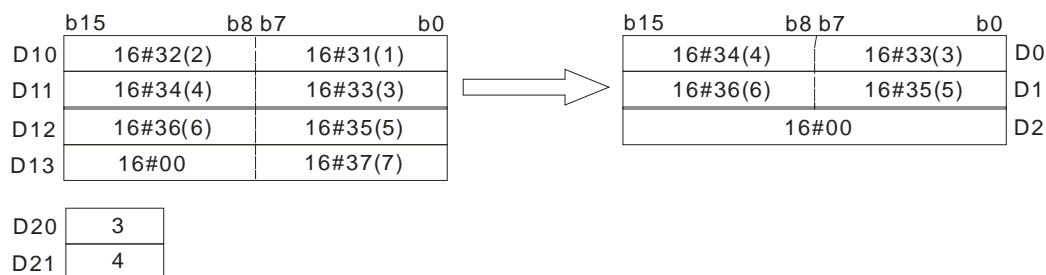 b15 b8 b7 b0 b15 b8 b7 b0
D10 16#32(2) 16#31(1) 16#34(4) 16#33(3) D0
D11 16#34(4) 16#33(3) 16#36(6) 16#35(5) D1
D12 16#36(6) 16#35(5) 16#00 D2
D13 16#00 16#37(7)
D20 3
D21 4